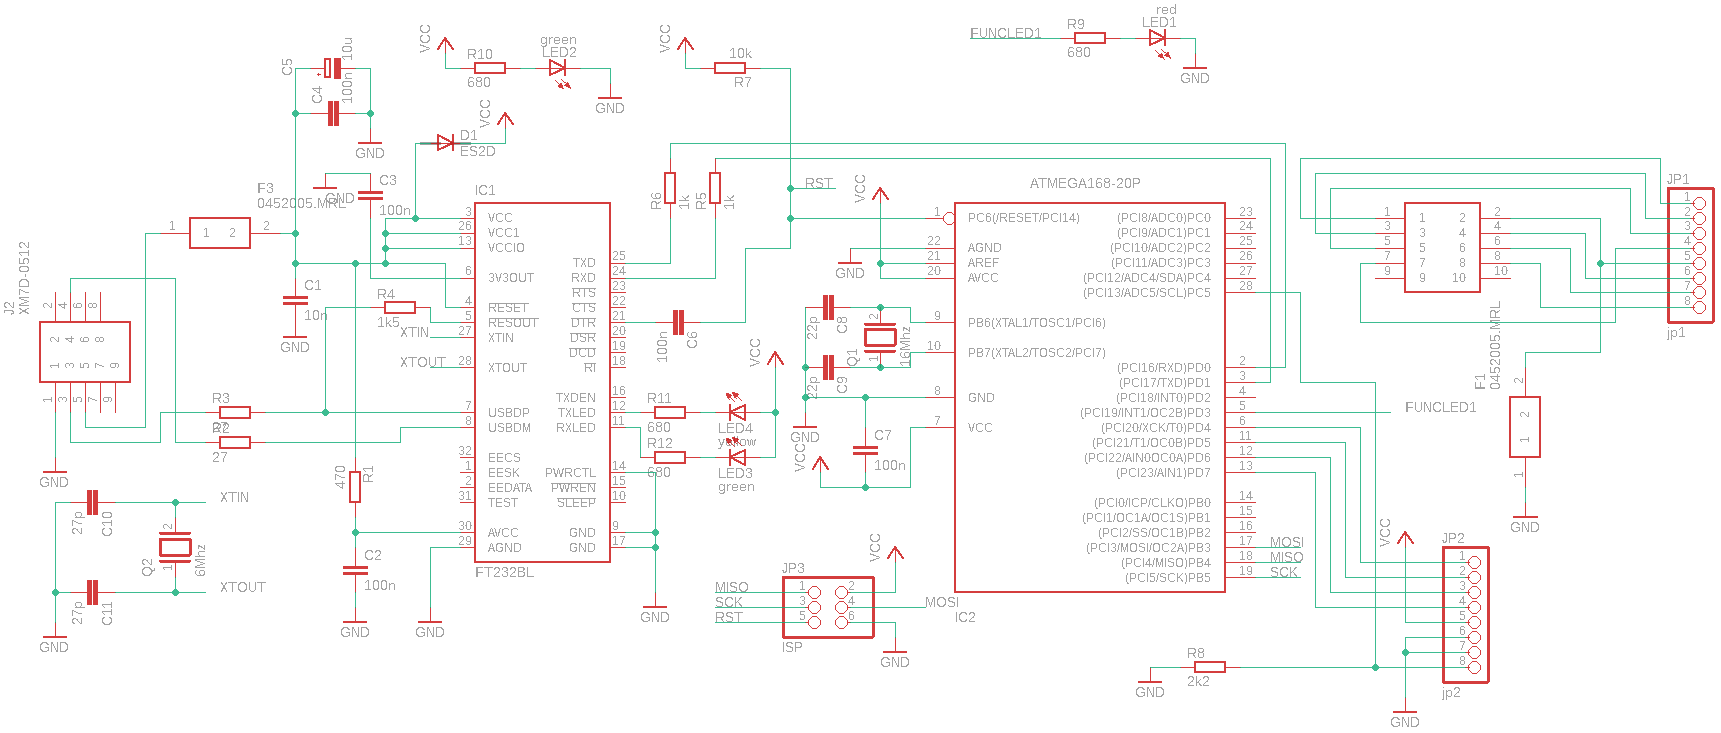 VCC
R10
680
green
LED2
GND
VCC
10k
R7
FUNCLED1
R9
680
red
LED1
GND
C5
10u
C4
100n
GND
D1
ES2D
VCC
F3
0452005.MRL
1
1 2
2
GND
C3
100n
C1
10n
GND
R4
1k5
XTIN
XTOUT
J2
XM7D-0512
2 4 6 8
2 4 6 8
1 3 5 7 9
1 3 5 7 9
GND
R3
27
R2
27
470
R1
C2
100n
GND
GND
27p
C10
XTIN
Q2
2
1
6Mhz
27p
C11
XTOUT
GND
IC1
3 VCC
26 VCC1
13 VCCIO
6 3V3OUT
4 RESET
5 RESOUT
27 XTIN
28 XTOUT
7 USBDP
8 USBDM
32 EECS
1 EESK
2 EEDATA
31 TEST
30 AVCC
29 AGND
TXD 25
RXD 24
RTS 23
CTS 22
DTR 21
DSR 20
DCD 19
RI 18
TXDEN 16
TXLED 12
RXLED 11
PWRCTL 14
PWREN 15
SLEEP 10
GND 9
GND 17
FT232BL
GND
R6
1k
R5
1k
100n
C6
R11
680
LED4
yellow
R12
680
LED3
green
VCC
RST
VCC
GND
22p
C8
Q1
2
1
16Mhz
22p
C9
GND
VCC
C7
100n
ATMEGA168-20P
1 PC6(/RESET/PCI14)
22 AGND
21 AREF
20 AVCC
9 PB6(XTAL1/TOSC1/PCI6)
10 PB7(XTAL2/TOSC2/PCI7)
8 GND
7 VCC
(PCI8/ADC0)PC0 23
(PCI9/ADC1)PC1 24
(PCI10/ADC2)PC2 25
(PCI11/ADC3)PC3 26
(PCI12/ADC4/SDA)PC4 27
(PCI13/ADC5/SCL)PC5 28
(PCI16/RXD)PD0 2
(PCI17/TXD)PD1 3
(PCI18/INT0)PD2 4
(PCI19/INT1/OC2B)PD3 5
(PCI20/XCK/T0)PD4 6
(PCI21/T1/OC0B)PD5 11
(PCI22/AIN0OC0A)PD6 12
(PCI23/AIN1)PD7 13
(PCI0/ICP/CLKO)PB0 14
(PCI1/OC1A/OC1S)PB1 15
(PCI2/SS/OC1B)PB2 16
(PCI3/MOSI/OC2A)PB3 17 MOSI
(PCI4/MISO)PB4 18 MISO
(PCI5/SCK)PB5 19 SCK
IC2
FUNCLED1
JP3
MISO 1 2
SCK 3 4 MOSI
RST 5 6
ISP
VCC
GND
R8
2k2
GND
1 1 2 2
3 3 4 4
5 5 6 6
7 7 8 8
9 9 10 10
JP1
1
2
3
4
5
6
7
8
jp1
F1
0452005.MRL
2
2
1
1
GND
VCC
JP2
1
2
3
4
5
6
7
8
jp2
GND